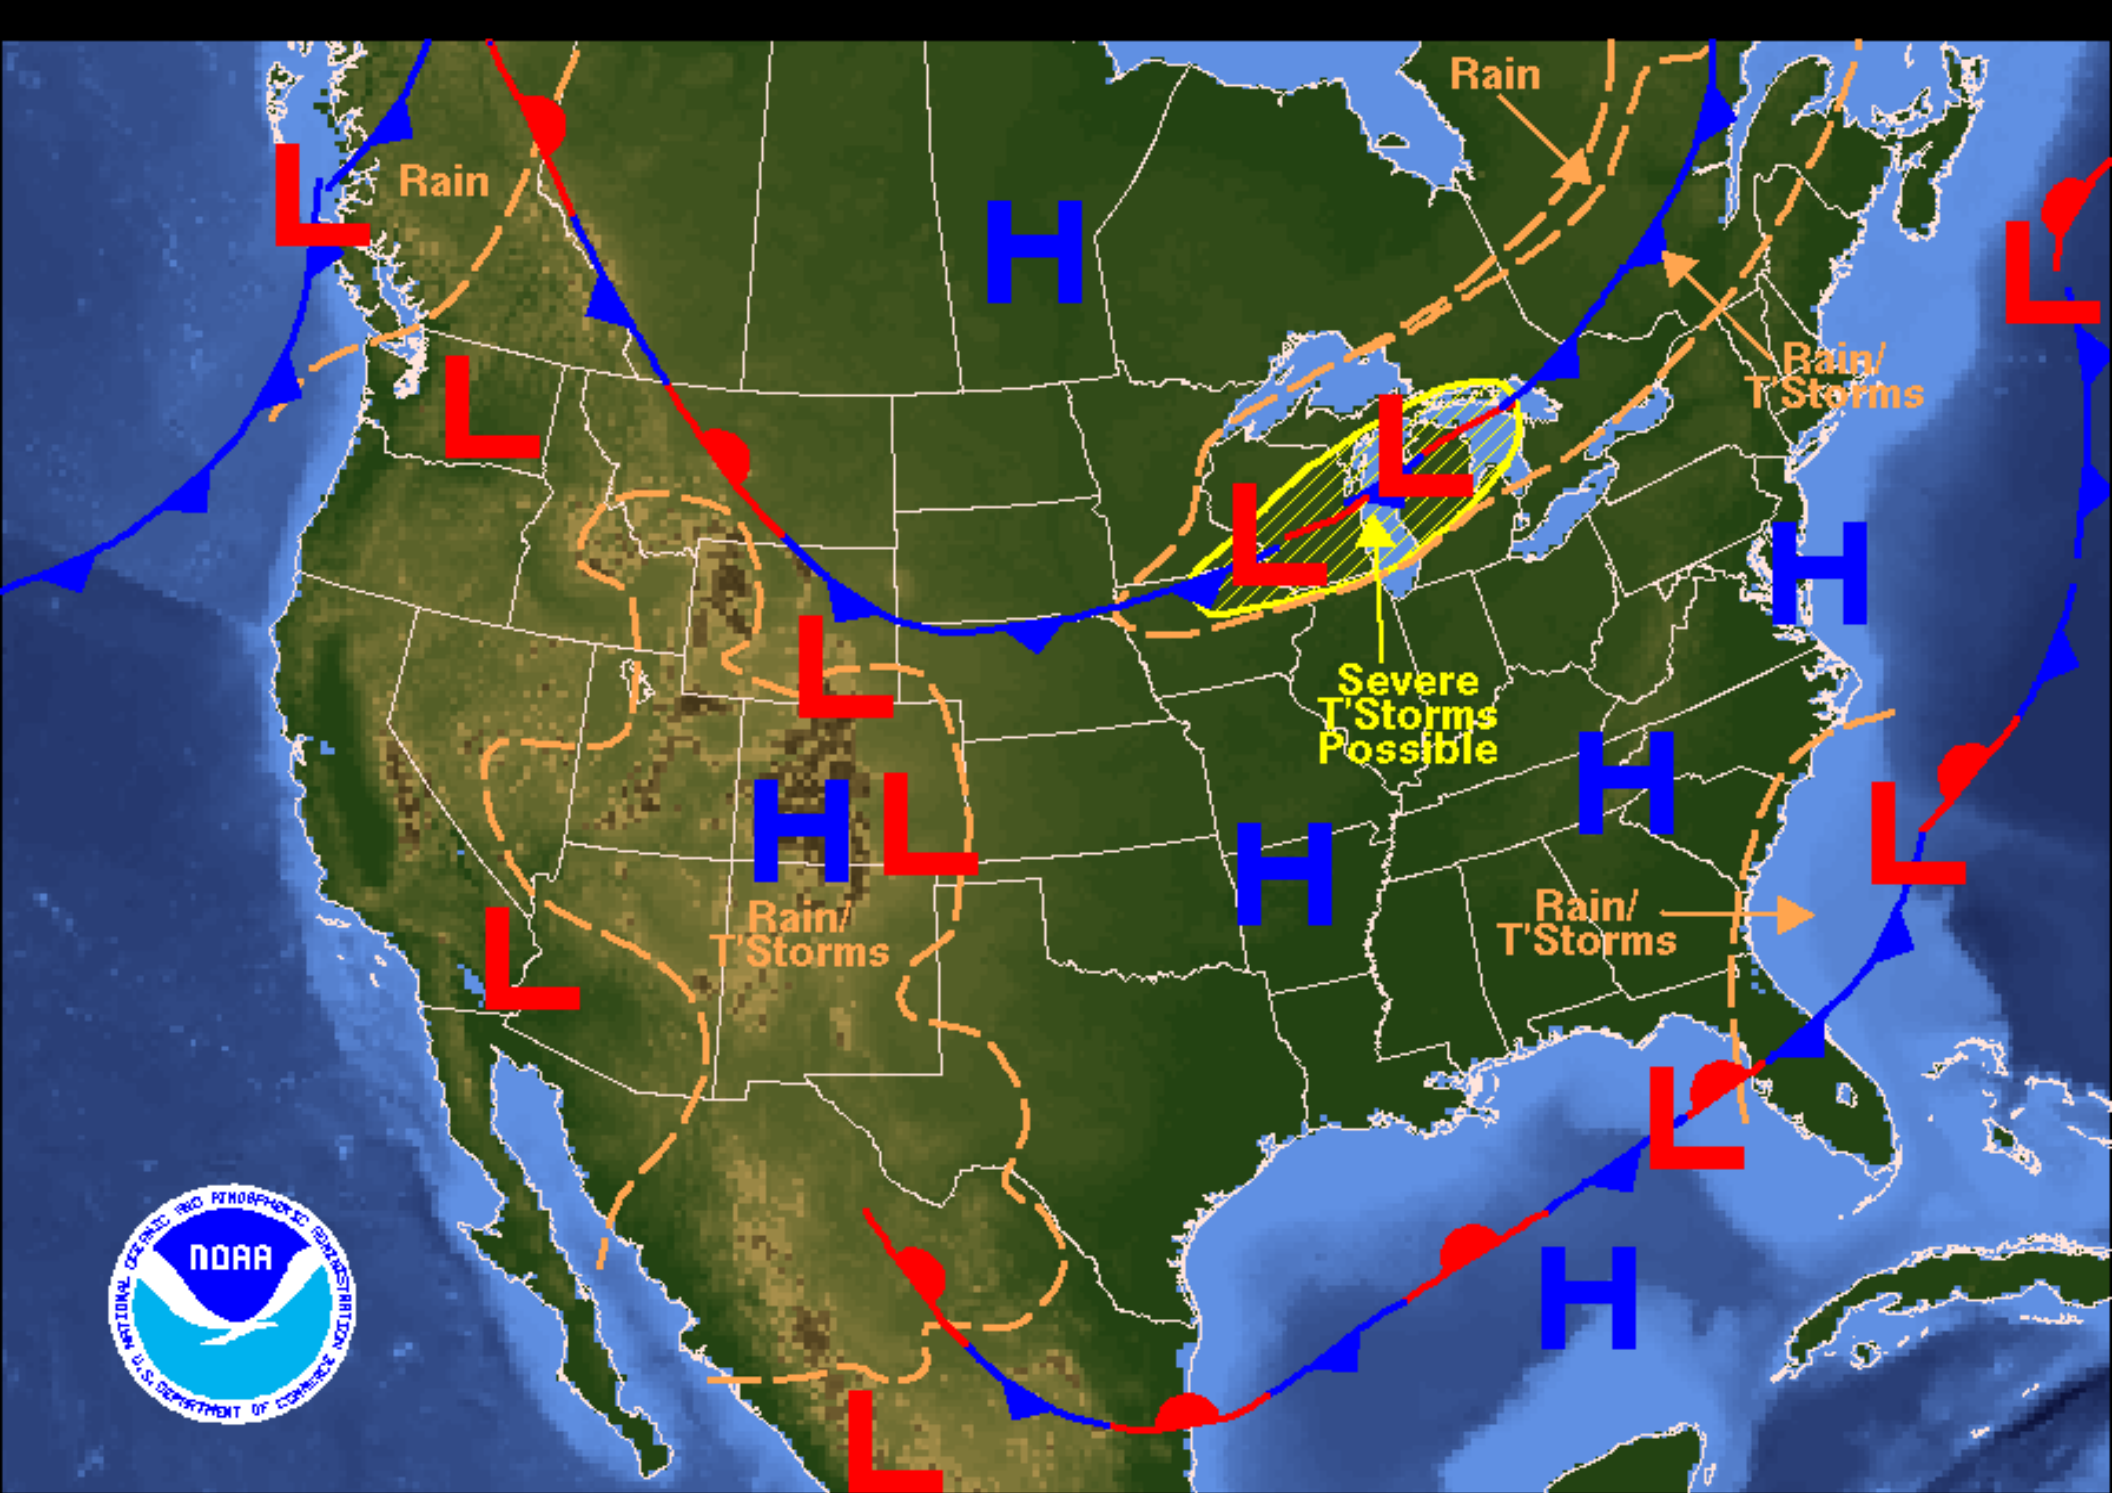 Rain
Rain
H
L
L
Rain/
T'Storms
L
L
L
H
L
Severe
T'Storms
Possible
H
H
L
L
H
Rain/
T'Storms
L
Rain/
T'Storms
L
L
H
L
NOAA
NATIONAL OCEANIC AND ATMOSPHERIC ADMINISTRATION
U.S. DEPARTMENT OF COMMERCE